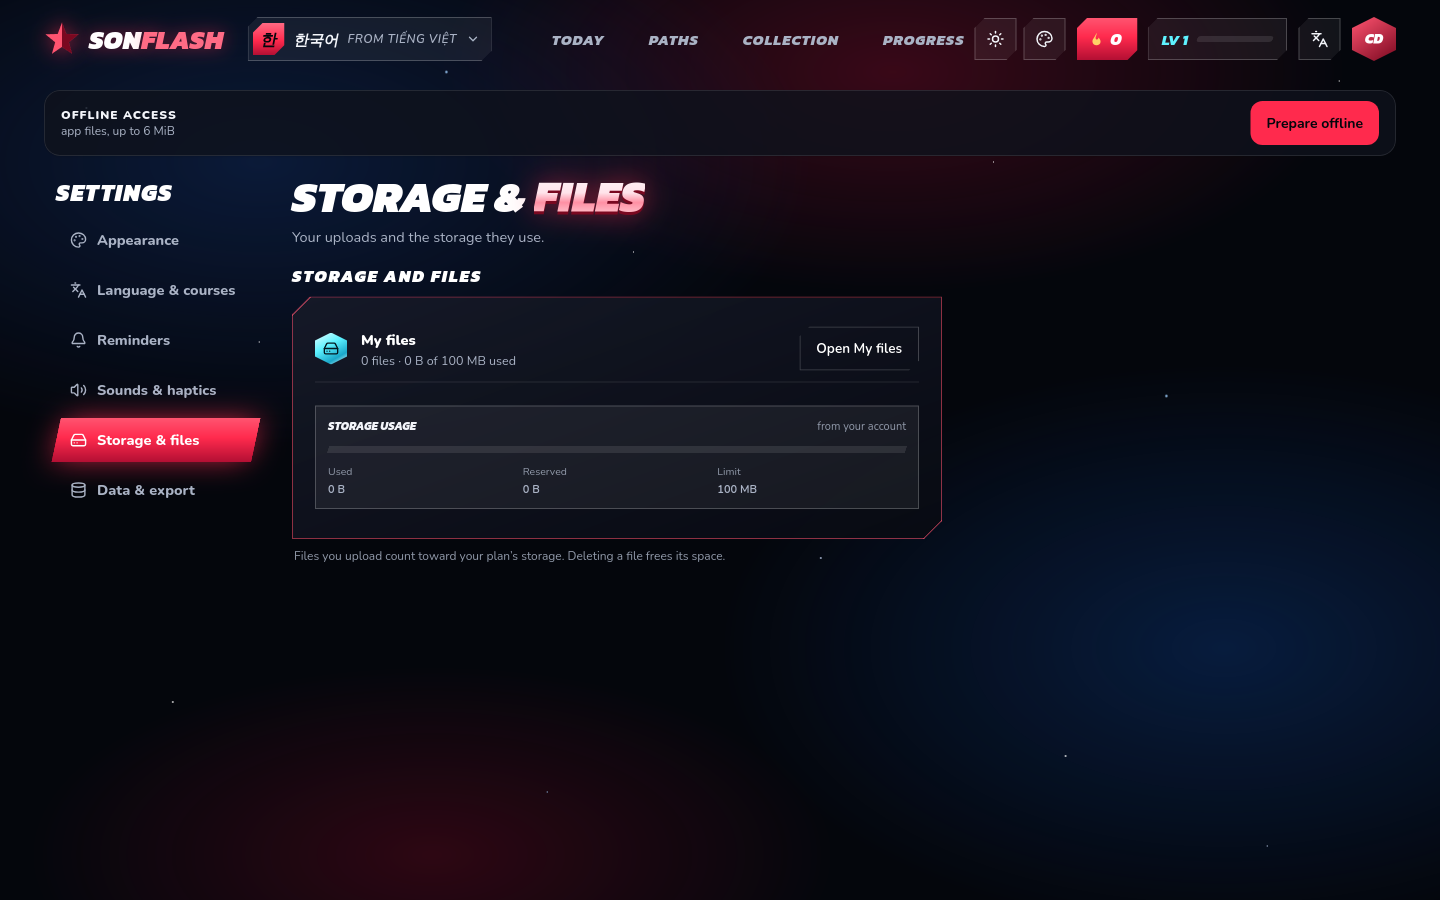 SONFLASH
한 한국어 FROM TIẾNG VIỆT
TODAY PATHS COLLECTION PROGRESS
0
LV 1
CD
OFFLINE ACCESS
app files, up to 6 MiB
Prepare offline
SETTINGS
Appearance
Language & courses
Reminders
Sounds & haptics
Storage & files
Data & export
STORAGE & FILES
Your uploads and the storage they use.
STORAGE AND FILES
My files
0 files · 0 B of 100 MB used
Open My files
STORAGE USAGE
from your account
Used Reserved Limit
0 B 0 B 100 MB
Files you upload count toward your plan's storage. Deleting a file frees its space.